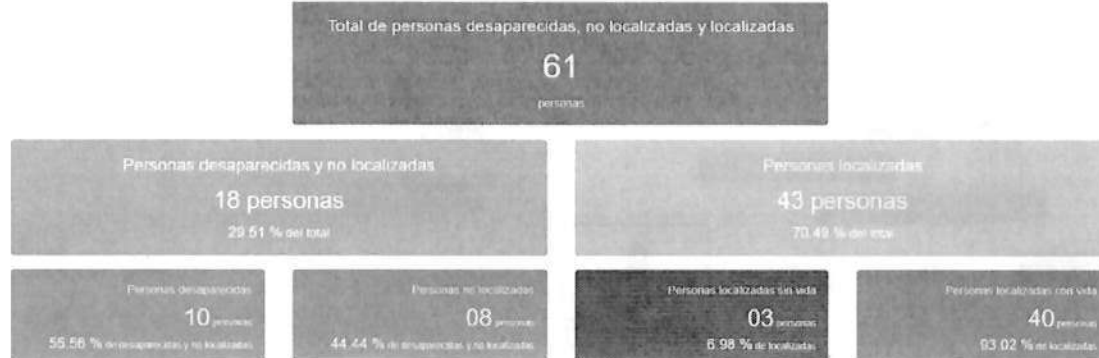 Total de personas desaparecidas, no localizadas y localizadas
61
personas
Personas desaparecidas y no localizadas
18 personas
29.51 % del total
Personas localizadas
43 personas
70.49 % del total
Personas desaparecidas
10 personas
55.56 % de desaparecidas y no localizadas
Personas no localizadas
08 personas
44.44 % de desaparecidas y no localizadas
Personas localizadas sin vida
03 personas
6.98 % de localizadas
Personas localizadas con vida
40 personas
93.02 % de localizadas